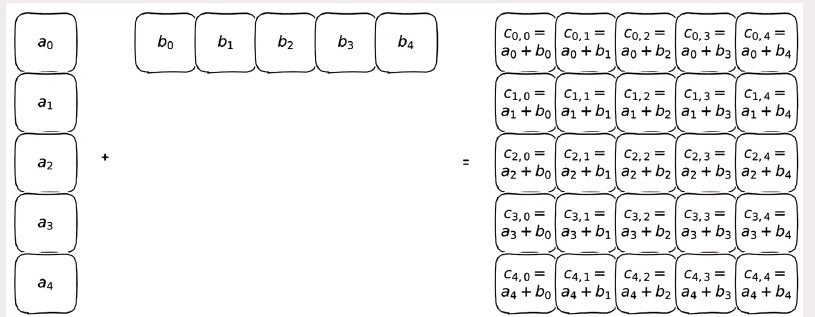 a0 b0 b1 b2 b3 b4 c0, 0 = c0, 1 = c0, 2 = c0, 3 = c0, 4 =
a0 + b0 a0 + b1 a0 + b2 a0 + b3 a0 + b4
a1 c1, 0 = c1, 1 = c1, 2 = c1, 3 = c1, 4 =
a1 + b0 a1 + b1 a1 + b2 a1 + b3 a1 + b4
a2 + = c2, 0 = c2, 1 = c2, 2 = c2, 3 = c2, 4 =
a2 + b0 a2 + b1 a2 + b2 a2 + b3 a2 + b4
a3 c3, 0 = c3, 1 = c3, 2 = c3, 3 = c3, 4 =
a3 + b0 a3 + b1 a3 + b2 a3 + b3 a3 + b4
a4 c4, 0 = c4, 1 = c4, 2 = c4, 3 = c4, 4 =
a4 + b0 a4 + b1 a4 + b2 a4 + b3 a4 + b4